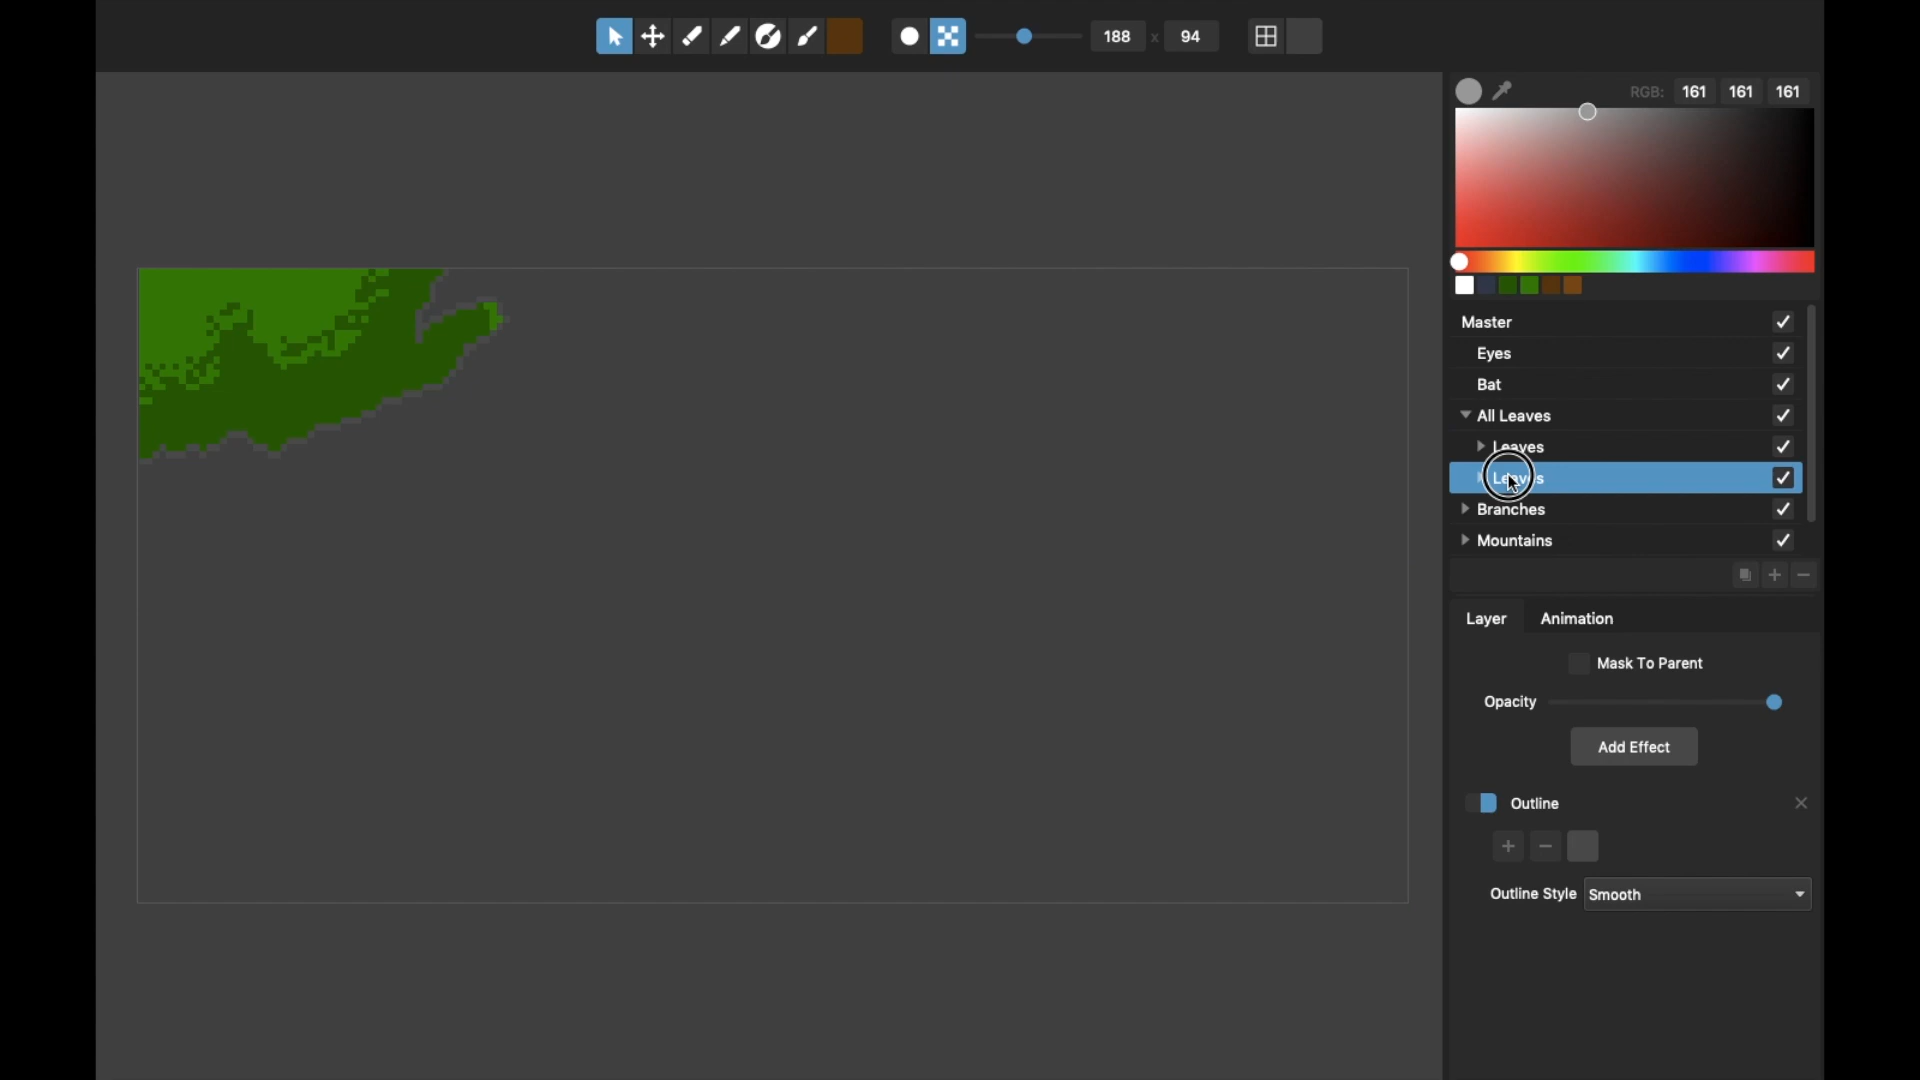 188 x 94
RGB: 161 161 161
Master
Eyes
Bat
All Leaves
Leaves
Leaves
Branches
Mountains
Layer Animation
Mask To Parent
Opacity
Add Effect
Outline
Outline Style Smooth